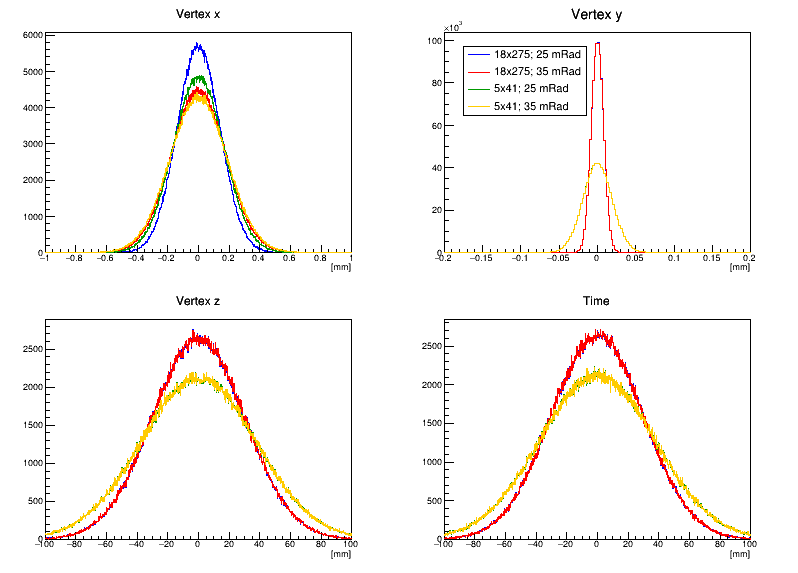 Vertex x
6000
5000
4000
3000
2000
1000
0
−1 −0.8 −0.6 −0.4 −0.2 0 0.2 0.4 0.6 0.8 1
[mm]
Vertex y
×10³
100
80
60
40
20
0
18x275; 25 mRad
18x275; 35 mRad
5x41; 25 mRad
5x41; 35 mRad
−0.2 −0.15 −0.1 −0.05 0 0.05 0.1 0.15 0.2
[mm]
Vertex z
2500
2000
1500
1000
500
0
−100 −80 −60 −40 −20 0 20 40 60 80 100
[mm]
Time
2500
2000
1500
1000
500
0
−100 −80 −60 −40 −20 0 20 40 60 80 100
[mm]